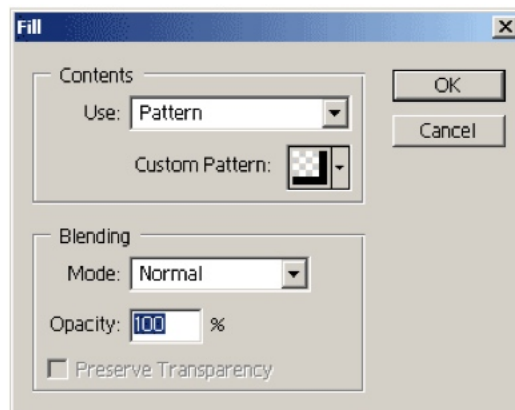 Fill
Contents
Use: Pattern
Custom Pattern:
OK
Cancel
Blending
Mode: Normal
Opacity: 100 %
Preserve Transparency